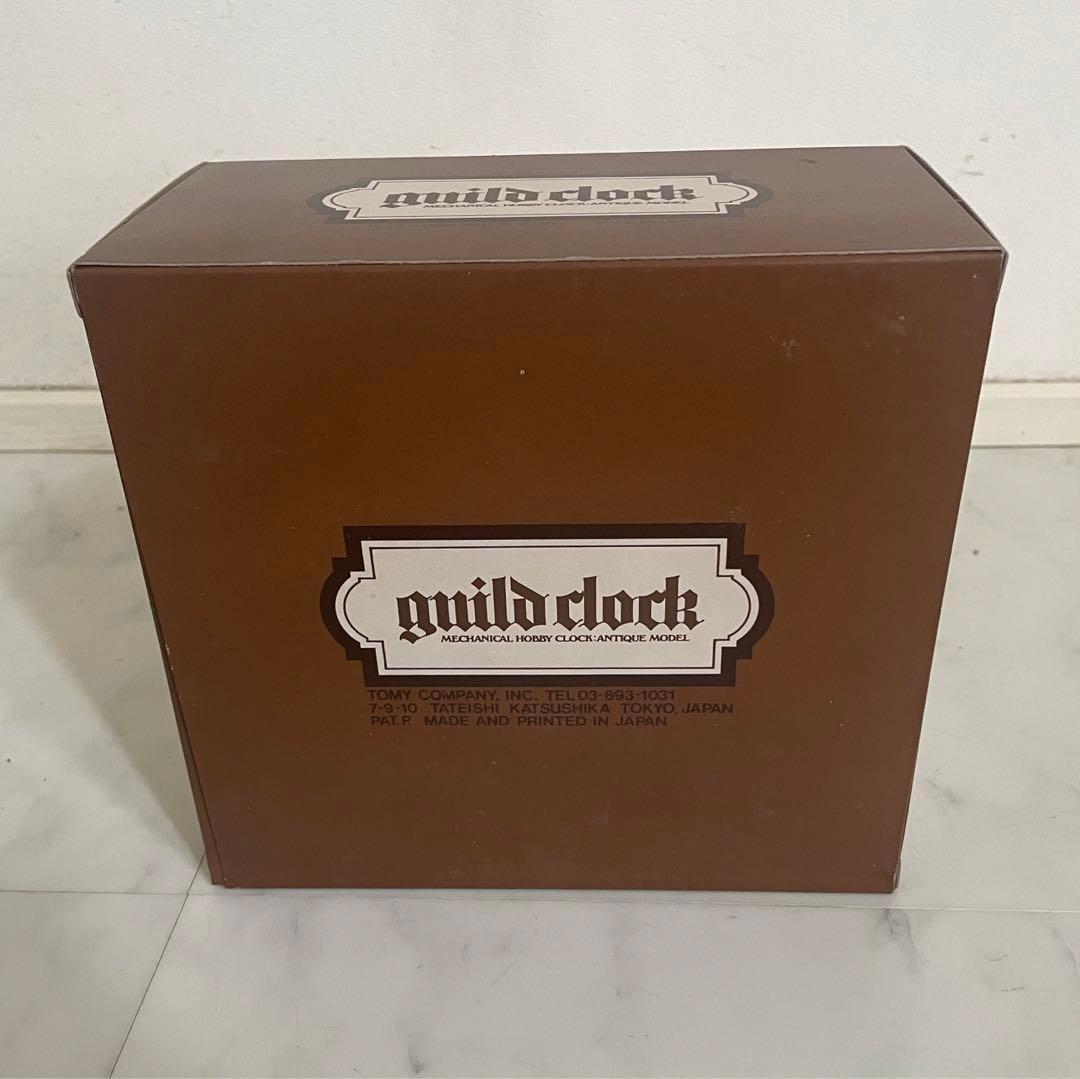 guild clock
MECHANICAL HOBBY CLOCK:ANTIQUE MODEL
guild clock
MECHANICAL HOBBY CLOCK:ANTIQUE MODEL
TOMY COMPANY, INC. TEL 03-693-1031
7-9-10 TATEISHI KATSUSHIKA TOKYO, JAPAN
PAT. P. MADE AND PRINTED IN JAPAN